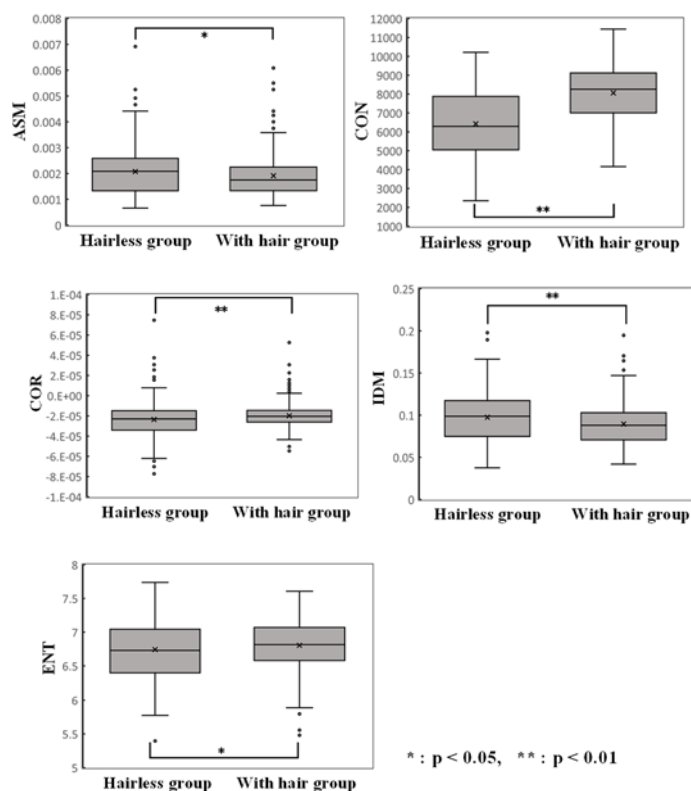 0.008
0.007
0.006
0.005
0.004
0.003
0.002
0.001
0
ASM
*
Hairless group With hair group
12000
11000
10000
9000
8000
7000
6000
5000
4000
3000
2000
1000
CON
**
Hairless group With hair group
1.E-04
8.E-05
6.E-05
4.E-05
2.E-05
0.E+00
-2.E-05
-4.E-05
-6.E-05
-8.E-05
-1.E-04
COR
**
Hairless group With hair group
0.25
0.2
0.15
0.1
0.05
0
IDM
**
Hairless group With hair group
8
7.5
7
6.5
6
5.5
5
ENT
*
Hairless group With hair group
* : p < 0.05, ** : p < 0.01